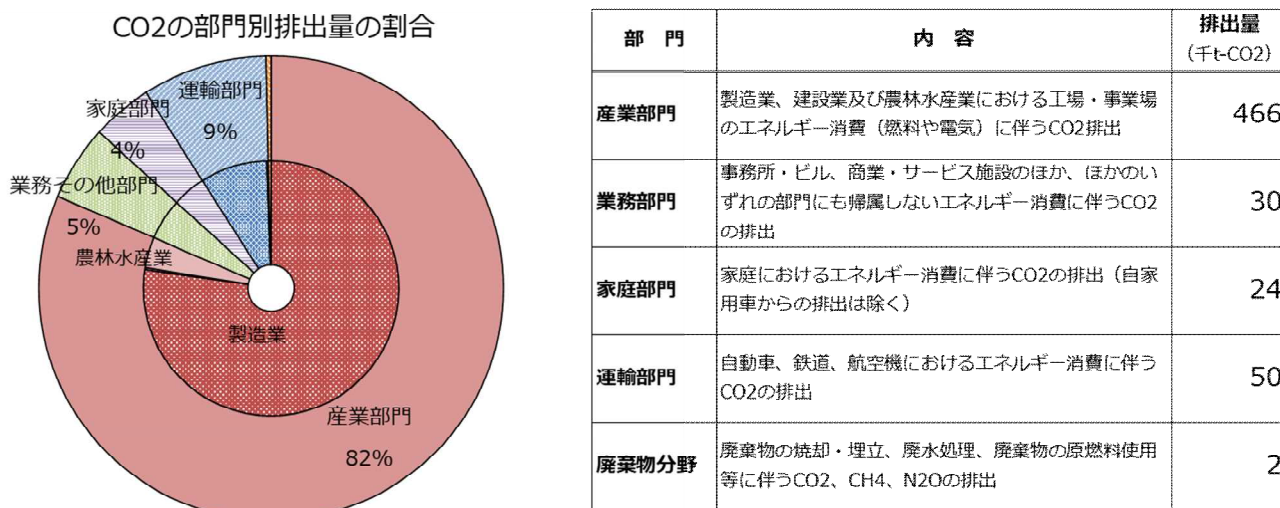 CO2の部門別排出量の割合
運輸部門
9%
家庭部門
4%
業務その他部門
5%
農林水産業
製造業
産業部門
82%
部 門
内 容
排出量
(千t-CO2)
産業部門
製造業、建設業及び農林水産業における工場・事業場
のエネルギー消費(燃料や電気)に伴うCO2排出
466
業務部門
事務所・ビル、商業・サービス施設のほか、ほかのい
ずれの部門にも帰属しないエネルギー消費に伴うCO2
の排出
30
家庭部門
家庭におけるエネルギー消費に伴うCO2の排出(自家
用車からの排出は除く)
24
運輸部門
自動車、鉄道、航空機におけるエネルギー消費に伴う
CO2の排出
50
廃棄物分野
廃棄物の焼却・埋立、廃水処理、廃棄物の原燃料使用
等に伴うCO2、CH4、N2Oの排出
2